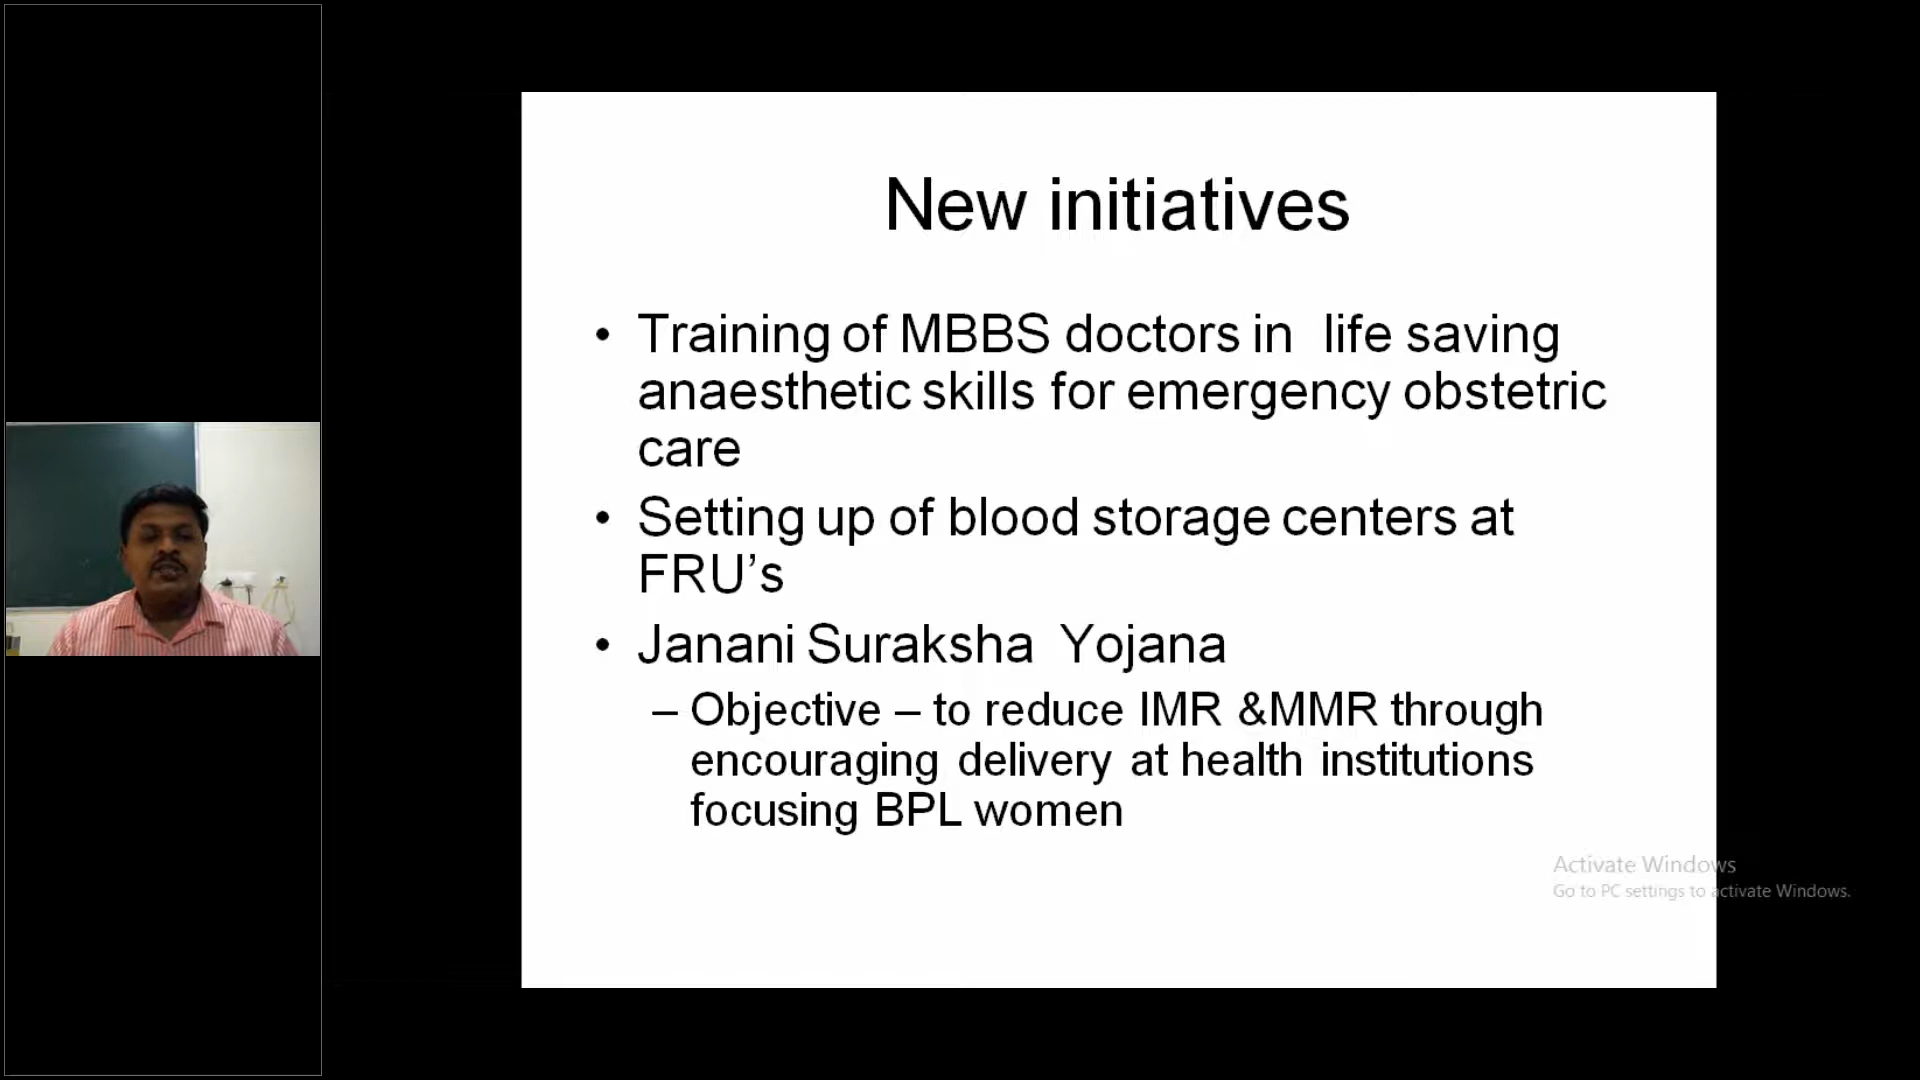 New initiatives
• Training of MBBS doctors in life saving
anaesthetic skills for emergency obstetric
care
• Setting up of blood storage centers at
FRU’s
• Janani Suraksha Yojana
– Objective – to reduce IMR &MMR through
encouraging delivery at health institutions
focusing BPL women
Activate Windows
Go to PC settings to activate Windows.